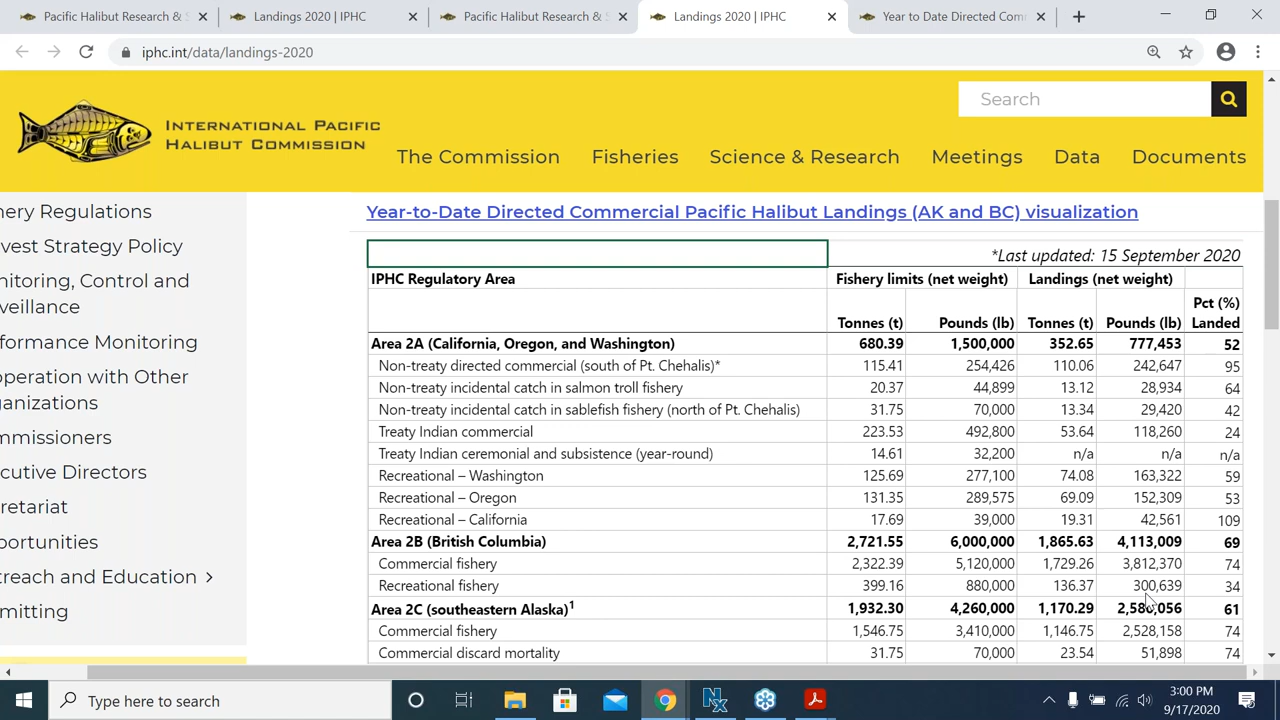 Pacific Halibut Research &
Landings 2020 | IPHC
Pacific Halibut Research &
Landings 2020 | IPHC
Year to Date Directed Com
iphc.int/data/landings-2020
Search
INTERNATIONAL PACIFIC
HALIBUT COMMISSION
The Commission Fisheries Science & Research Meetings Data Documents
nery Regulations
vest Strategy Policy
nitoring, Control and
veillance
formance Monitoring
operation with Other
anizations
mmissioners
cutive Directors
retariat
portunities
treach and Education
mitting
Year-to-Date Directed Commercial Pacific Halibut Landings (AK and BC) visualization
*Last updated: 15 September 2020
IPHC Regulatory Area Fishery limits (net weight) Landings (net weight)
Pct (%)
Tonnes (t) Pounds (lb) Tonnes (t) Pounds (lb) Landed
Area 2A (California, Oregon, and Washington) 680.39 1,500,000 352.65 777,453 52
Non-treaty directed commercial (south of Pt. Chehalis)* 115.41 254,426 110.06 242,647 95
Non-treaty incidental catch in salmon troll fishery 20.37 44,899 13.12 28,934 64
Non-treaty incidental catch in sablefish fishery (north of Pt. Chehalis) 31.75 70,000 13.34 29,420 42
Treaty Indian commercial 223.53 492,800 53.64 118,260 24
Treaty Indian ceremonial and subsistence (year-round) 14.61 32,200 n/a n/a n/a
Recreational – Washington 125.69 277,100 74.08 163,322 59
Recreational – Oregon 131.35 289,575 69.09 152,309 53
Recreational – California 17.69 39,000 19.31 42,561 109
Area 2B (British Columbia) 2,721.55 6,000,000 1,865.63 4,113,009 69
Commercial fishery 2,322.39 5,120,000 1,729.26 3,812,370 74
Recreational fishery 399.16 880,000 136.37 300,639 34
Area 2C (southeastern Alaska)1 1,932.30 4,260,000 1,170.29 2,580,056 61
Commercial fishery 1,546.75 3,410,000 1,146.75 2,528,158 74
Commercial discard mortality 31.75 70,000 23.54 51,898 74
Type here to search
3:00 PM
9/17/2020